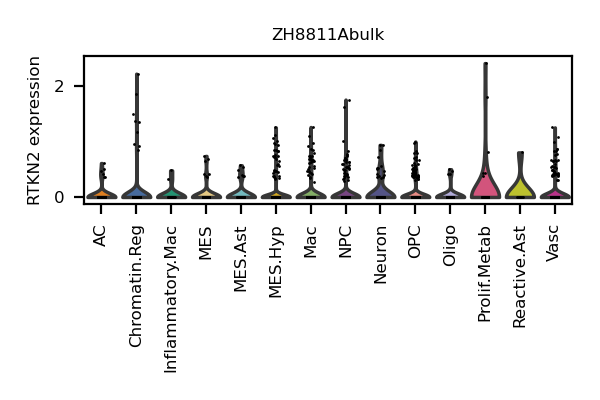 ZH8811Abulk
RTKN2 expression
2
0
AC
Chromatin.Reg
Inflammatory.Mac
MES
MES.Ast
MES.Hyp
Mac
NPC
Neuron
OPC
Oligo
Prolif.Metab
Reactive.Ast
Vasc